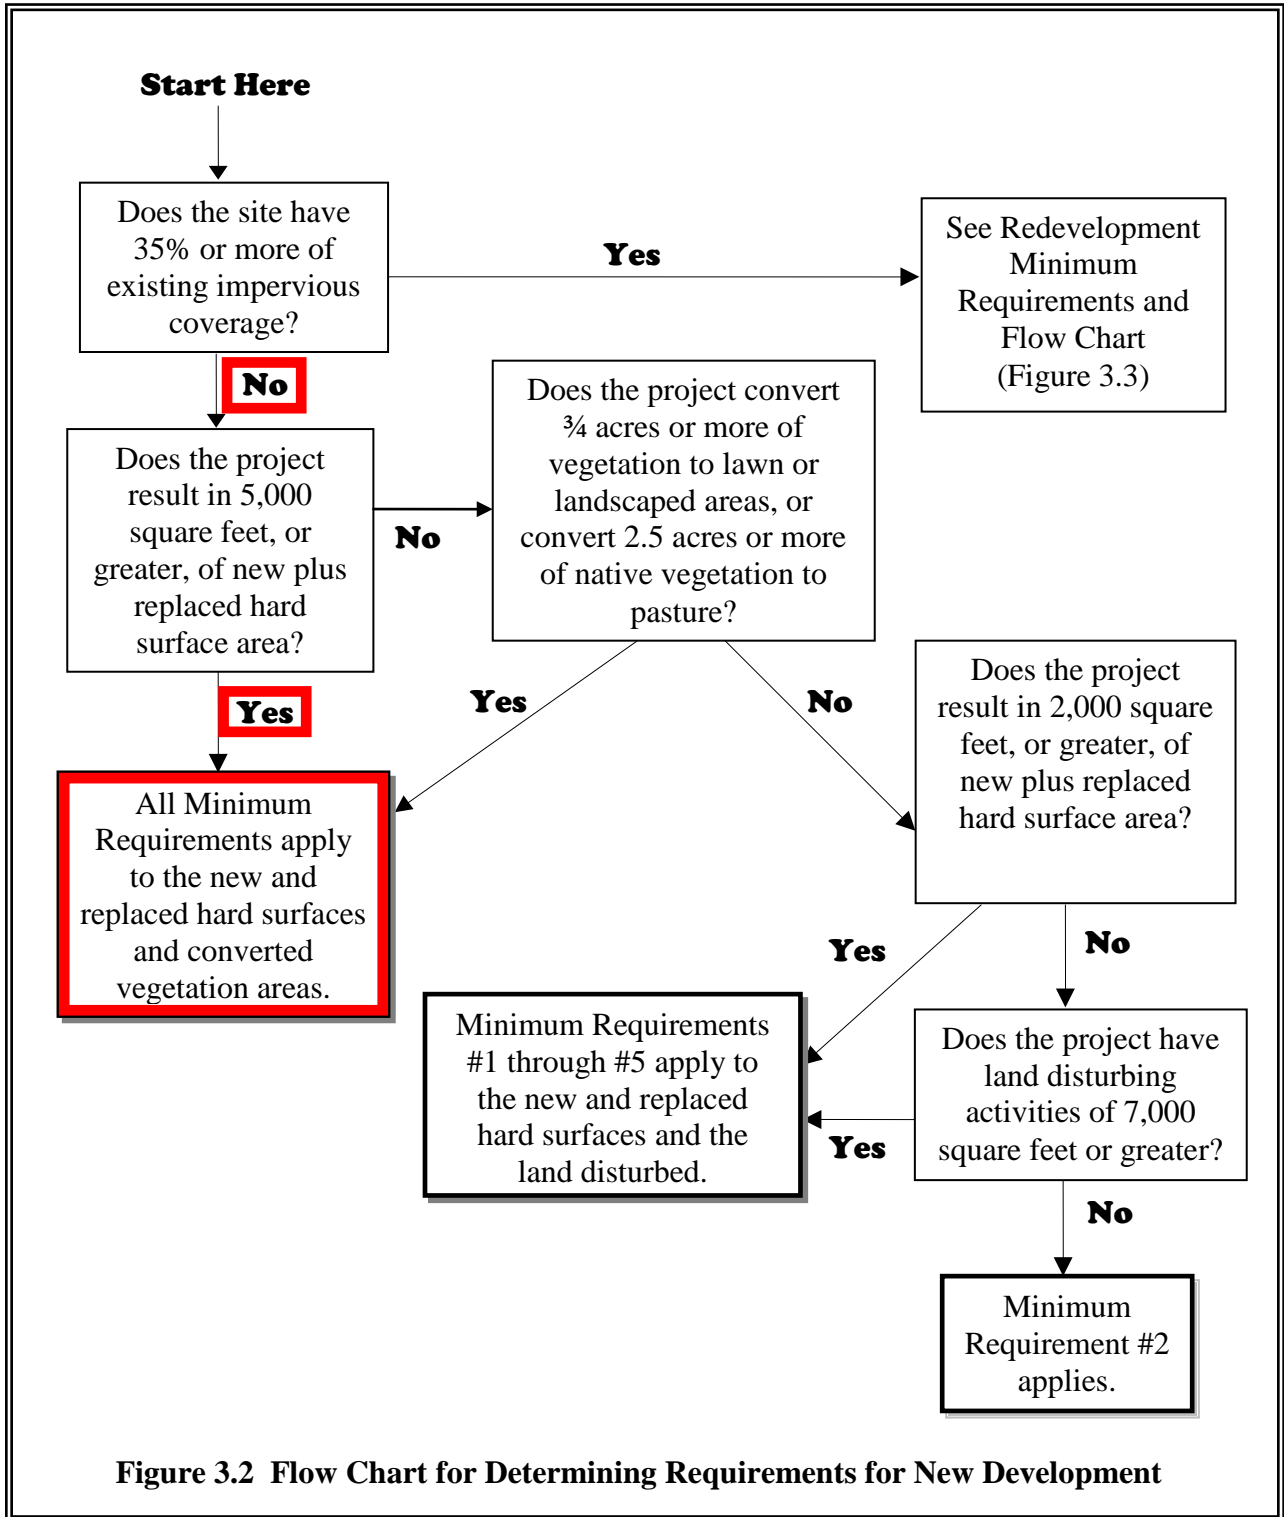 Start Here
Does the site have
35% or more of
existing impervious
coverage?
Yes
See Redevelopment
Minimum
Requirements and
Flow Chart
(Figure 3.3)
No
Does the project
result in 5,000
square feet, or
greater, of new plus
replaced hard
surface area?
No
Does the project convert
¾ acres or more of
vegetation to lawn or
landscaped areas, or
convert 2.5 acres or more
of native vegetation to
pasture?
Yes
Yes
No
Does the project
result in 2,000 square
feet, or greater, of
new plus replaced
hard surface area?
All Minimum
Requirements apply
to the new and
replaced hard surfaces
and converted
vegetation areas.
Yes
No
Minimum Requirements
#1 through #5 apply to
the new and replaced
hard surfaces and the
land disturbed.
Yes
Does the project have
land disturbing
activities of 7,000
square feet or greater?
No
Minimum
Requirement #2
applies.
Figure 3.2 Flow Chart for Determining Requirements for New Development